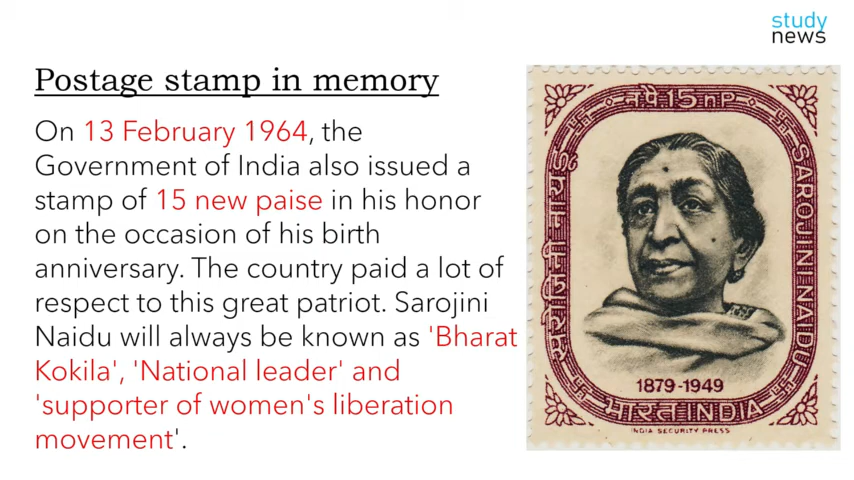 study
news
Postage stamp in memory
On 13 February 1964, the
Government of India also issued a
stamp of 15 new paise in his honor
on the occasion of his birth
anniversary. The country paid a lot of
respect to this great patriot. Sarojini
Naidu will always be known as 'Bharat
Kokila', 'National leader' and
'supporter of women's liberation
movement'.
न.पै.15 nP
सरोजिनी नायडू
SAROJINI NAIDU
1879-1949
भारत INDIA
INDIA SECURITY PRESS